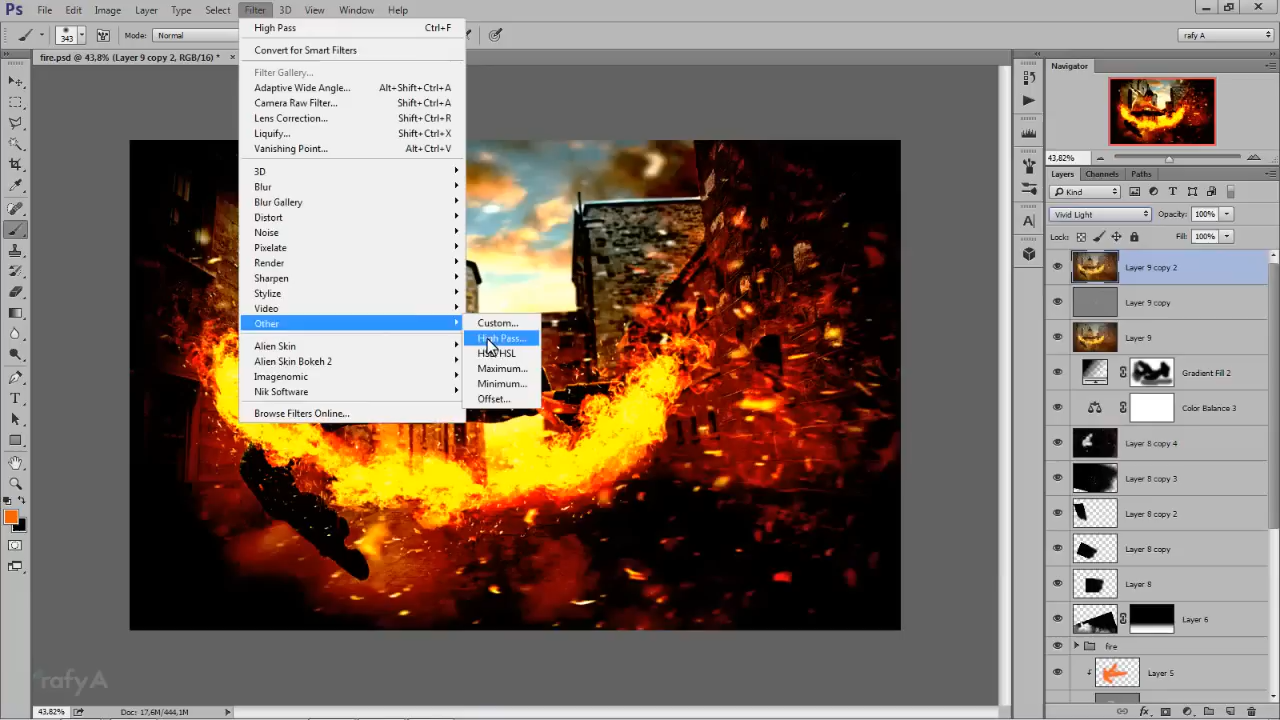 Ps File Edit Image Layer Type Select Filter 3D View Window Help
343 Mode: Normal rafy A
fire.psd @ 43,8% (Layer 9 copy 2, RGB/16) *
High Pass Ctrl+F
Convert for Smart Filters
Filter Gallery...
Adaptive Wide Angle... Alt+Shift+Ctrl+A
Camera Raw Filter... Shift+Ctrl+A
Lens Correction... Shift+Ctrl+R
Liquify... Shift+Ctrl+X
Vanishing Point... Alt+Ctrl+V
3D
Blur
Blur Gallery
Distort
Noise
Pixelate
Render
Sharpen
Stylize
Video
Other
Alien Skin
Alien Skin Bokeh 2
Imagenomic
Nik Software
Browse Filters Online...
Custom...
High Pass...
HSB/HSL
Maximum...
Minimum...
Offset...
Navigator
43,82%
Layers Channels Paths
Kind
Vivid Light Opacity: 100%
Lock: Fill: 100%
Layer 9 copy 2
Layer 9 copy
Gradient Fill 2
Color Balance 3
Layer 8 copy 4
Layer 8 copy 3
Layer 8 copy 2
Layer 8 copy
Layer 8
Layer 6
fire
Layer 5
rafyA
43,82% Doc: 17,6M/444,1M